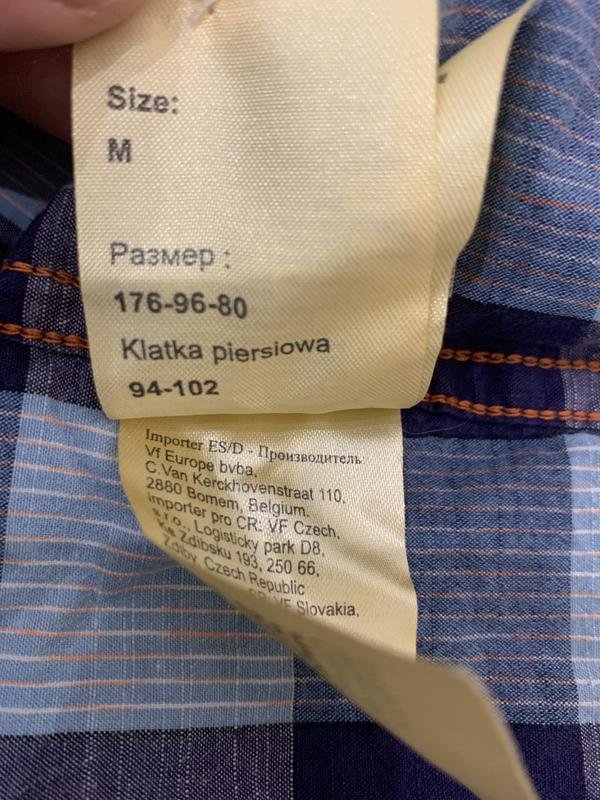 Size:
M
Размер :
176-96-80
Klatka piersiowa
94-102
Importer ES/D - Производитель
Vf Europe bvba,
C.Van Kerckhovenstraat 110,
2880 Bornem, Belgium.
importer pro CR: VF Czech,
s.r.o., Logisticky park D8,
Ke Zdibsku 193, 250 66,
Zdiby, Czech Republic
CR: VF Slovakia,